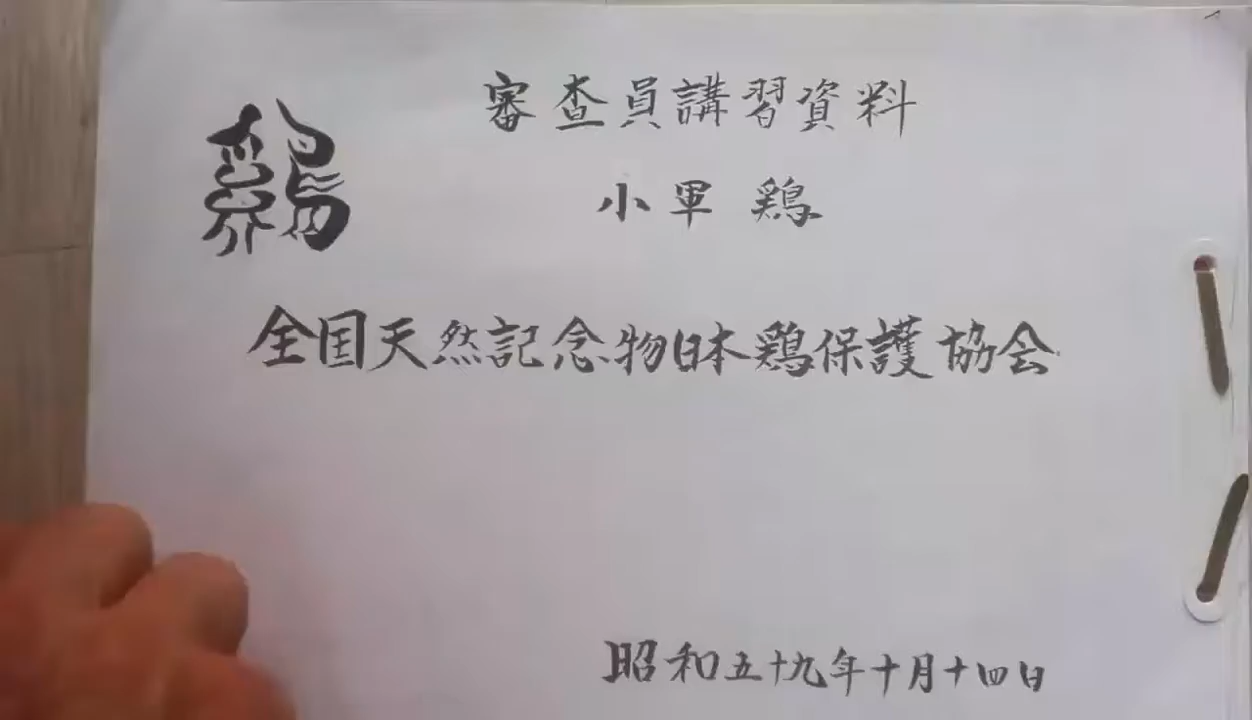 鶏
審査員講習資料
小軍鶏
全国天然記念物日本鶏保護協会
昭和五十九年十月十四日